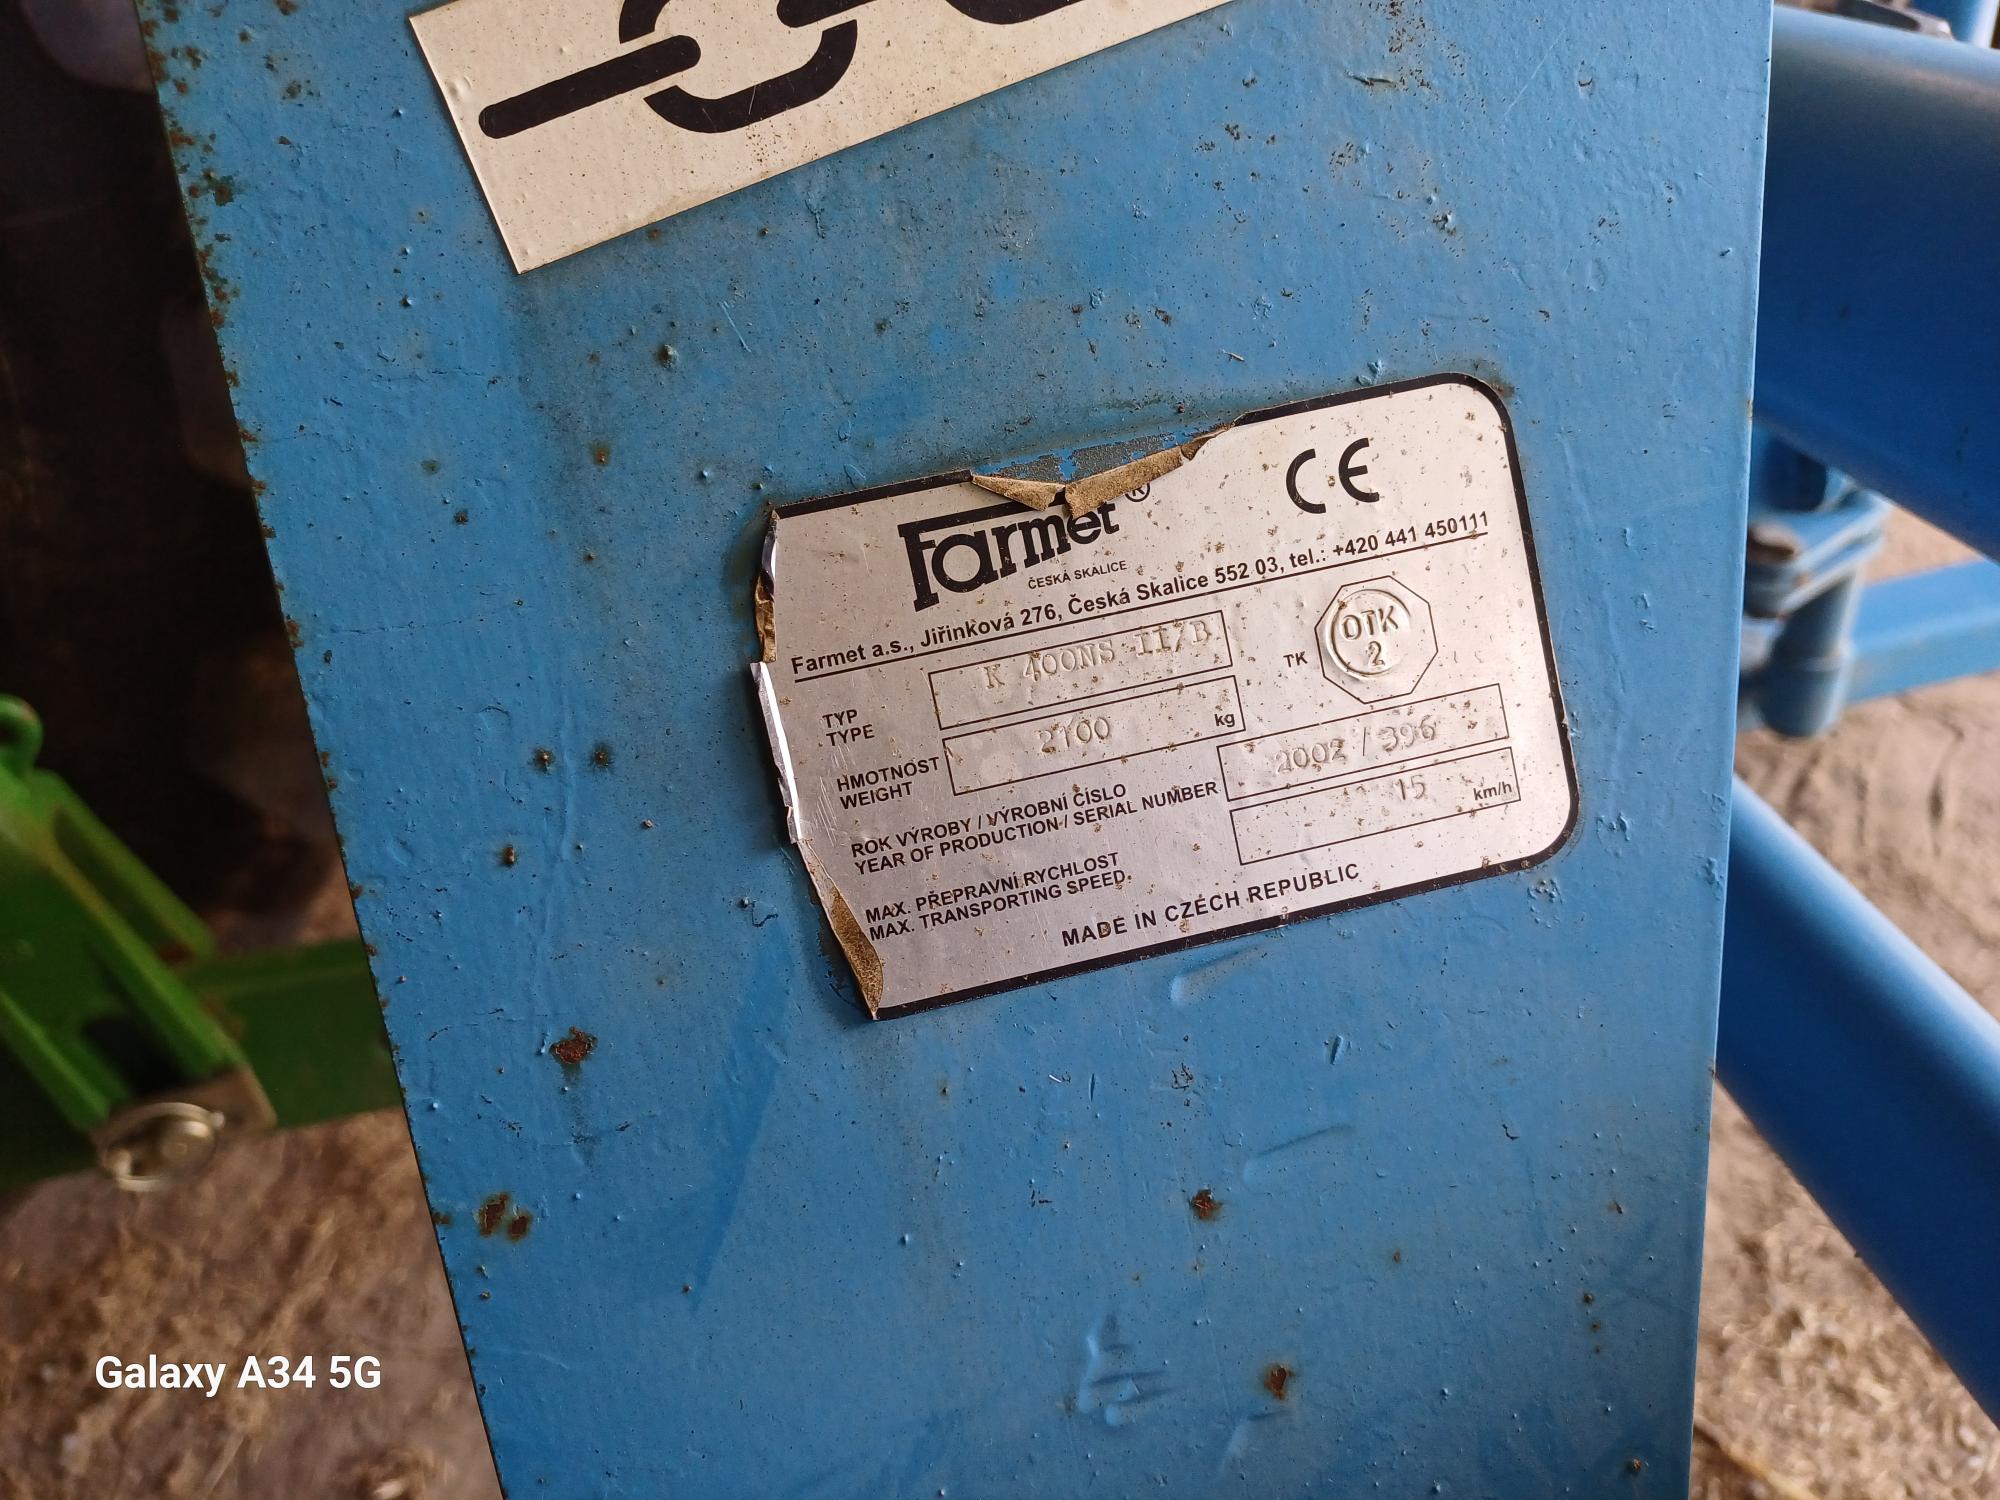 Farmet ®
ČESKÁ SKALICE
CE
Farmet a.s., Jiřinková 276, Česká Skalice 552 03, tel.: +420 441 450111
TYP
TYPE
K 400NS II/B
TK
OTK
2
HMOTNOST
WEIGHT
2100 kg
ROK VÝROBY / VÝROBNÍ ČÍSLO
YEAR OF PRODUCTION / SERIAL NUMBER
2002 / 396
MAX. PŘEPRAVNÍ RYCHLOST
MAX. TRANSPORTING SPEED
15 km/h
MADE IN CZECH REPUBLIC
Galaxy A34 5G